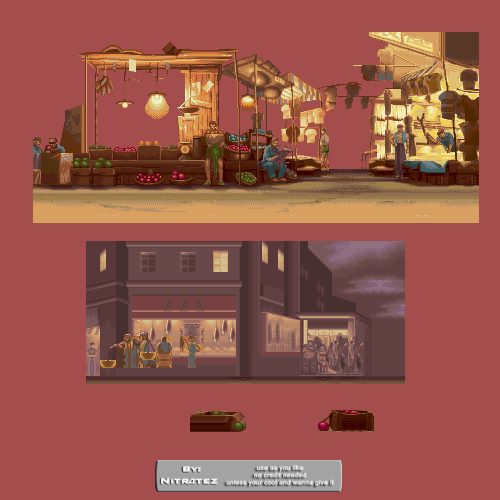 By:
Nitratez
use as you like
no credit needed
unless your cool and wanna give it